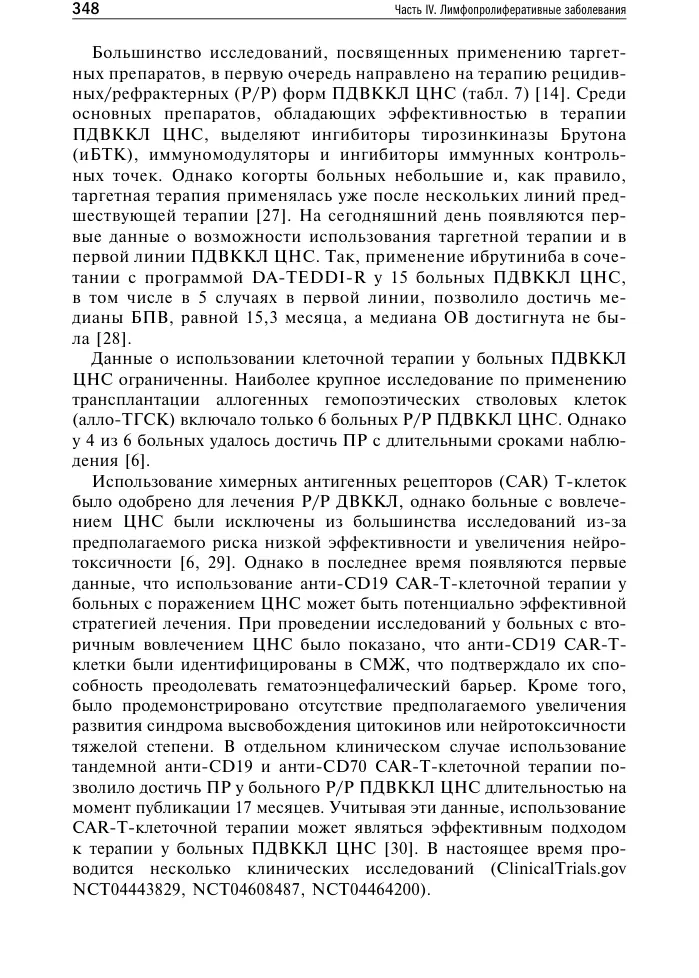 348
Часть IV. Лимфопролиферативные заболевания
Большинство исследований, посвященных применению таргет-
ных препаратов, в первую очередь направлено на терапию рецидив-
ных/рефрактерных (Р/Р) форм ПДВККЛ ЦНС (табл. 7) [14]. Среди
основных препаратов, обладающих эффективностью в терапии
ПДВККЛ ЦНС, выделяют ингибиторы тирозинкиназы Брутона
(иБТК), иммуномодуляторы и ингибиторы иммунных контроль-
ных точек. Однако когорты больных небольшие и, как правило,
таргетная терапия применялась уже после нескольких линий пред-
шествующей терапии [27]. На сегодняшний день появляются пер-
вые данные о возможности использования таргетной терапии и в
первой линии ПДВККЛ ЦНС. Так, применение ибрутиниба в соче-
тании с программой DA-TEDDI-R у 15 больных ПДВККЛ ЦНС,
в том числе в 5 случаях в первой линии, позволило достичь ме-
дианы БПВ, равной 15,3 месяца, а медиана ОВ достигнута не бы-
ла [28].
Данные о использовании клеточной терапии у больных ПДВККЛ
ЦНС ограниченны. Наиболее крупное исследование по применению
трансплантации аллогенных гемопоэтических стволовых клеток
(алло-ТГСК) включало только 6 больных Р/Р ПДВККЛ ЦНС. Однако
у 4 из 6 больных удалось достичь ПР с длительными сроками наблю-
дения [6].
Использование химерных антигенных рецепторов (CAR) Т-клеток
было одобрено для лечения Р/Р ДВККЛ, однако больные с вовлече-
нием ЦНС были исключены из большинства исследований из-за
предполагаемого риска низкой эффективности и увеличения нейро-
токсичности [6, 29]. Однако в последнее время появляются первые
данные, что использование анти-CD19 CAR-T-клеточной терапии у
больных с поражением ЦНС может быть потенциально эффективной
стратегией лечения. При проведении исследований у больных с вто-
ричным вовлечением ЦНС было показано, что анти-CD19 CAR-T-
клетки были идентифицированы в СМЖ, что подтверждало их спо-
собность преодолевать гематоэнцефалический барьер. Кроме того,
было продемонстрировано отсутствие предполагаемого увеличения
развития синдрома высвобождения цитокинов или нейротоксичности
тяжелой степени. В отдельном клиническом случае использование
тандемной анти-CD19 и анти-CD70 CAR-T-клеточной терапии по-
зволило достичь ПР у больного Р/Р ПДВККЛ ЦНС длительностью на
момент публикации 17 месяцев. Учитывая эти данные, использование
CAR-T-клеточной терапии может являться эффективным подходом
к терапии у больных ПДВККЛ ЦНС [30]. В настоящее время про-
водится несколько клинических исследований (ClinicalTrials.gov
NCT04443829, NCT04608487, NCT04464200).